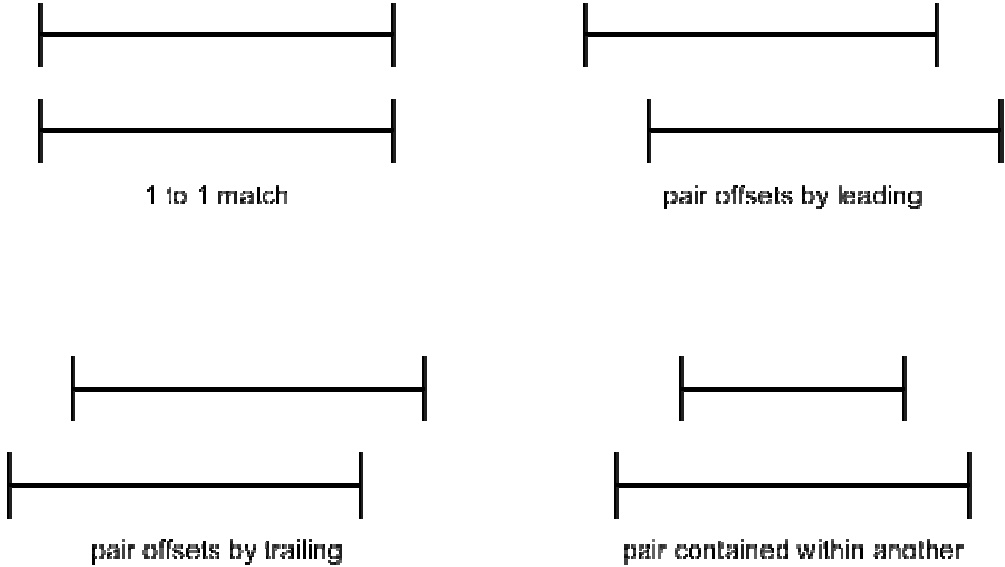 1 to 1 match
pair offsets by leading
pair offsets by trailing
pair contained within another